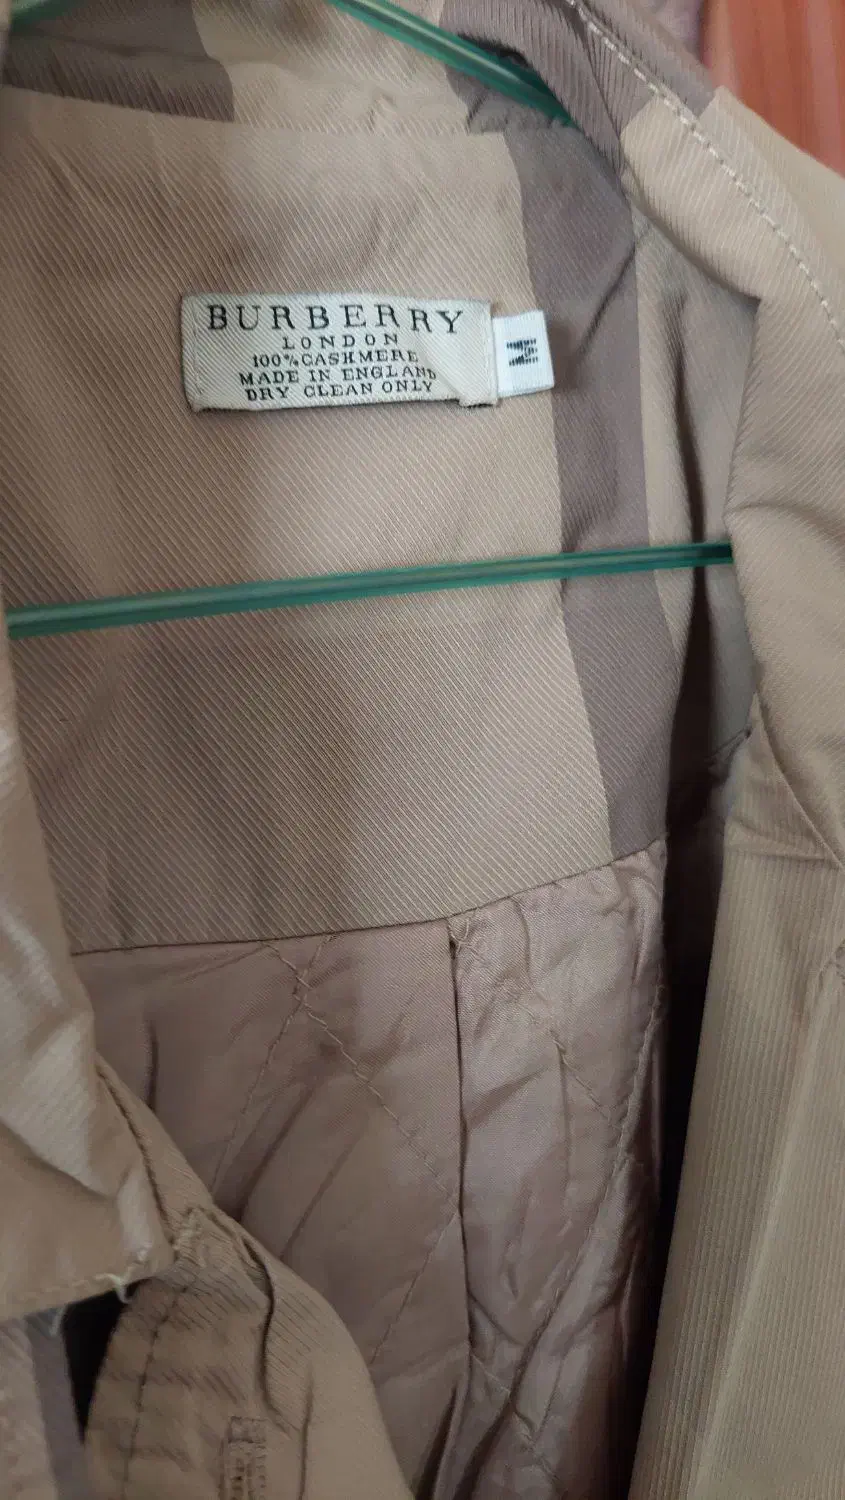 BURBERRY
LONDON
100% CASHMERE
MADE IN ENGLAND
DRY CLEAN ONLY
M